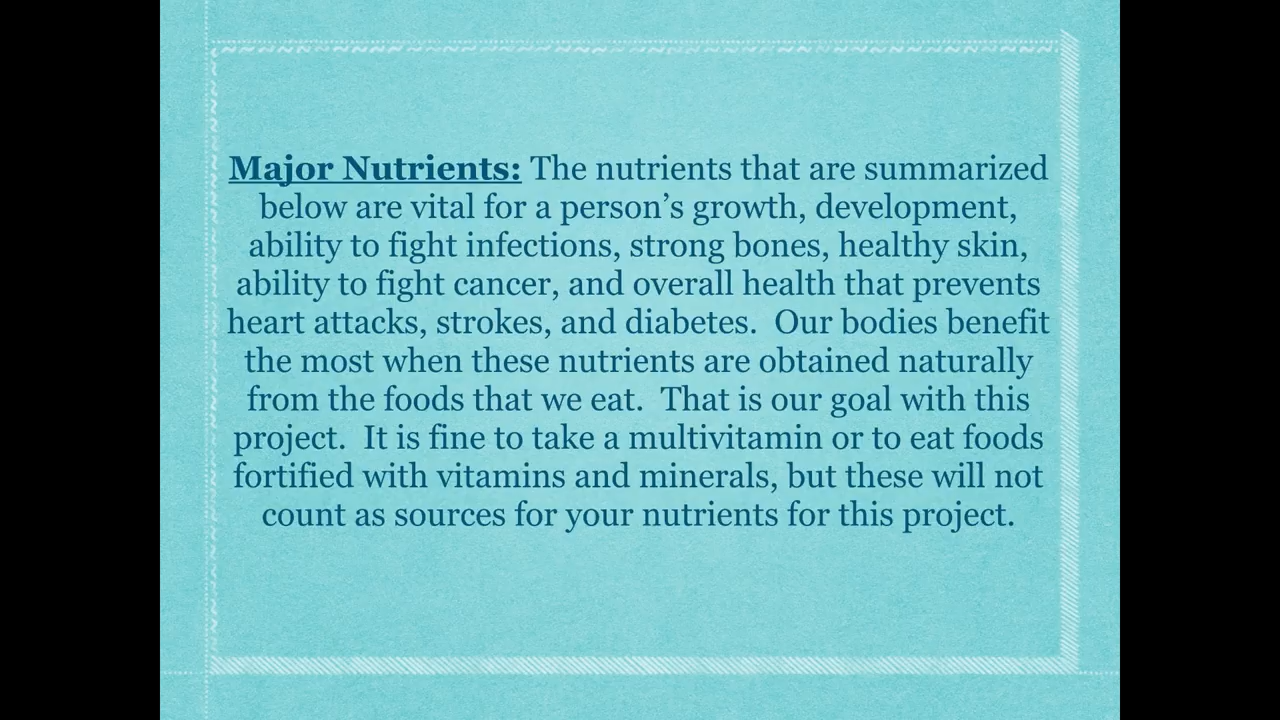 Major Nutrients: The nutrients that are summarized
below are vital for a person’s growth, development,
ability to fight infections, strong bones, healthy skin,
ability to fight cancer, and overall health that prevents
heart attacks, strokes, and diabetes.  Our bodies benefit
the most when these nutrients are obtained naturally
from the foods that we eat.  That is our goal with this
project.  It is fine to take a multivitamin or to eat foods
fortified with vitamins and minerals, but these will not
count as sources for your nutrients for this project.